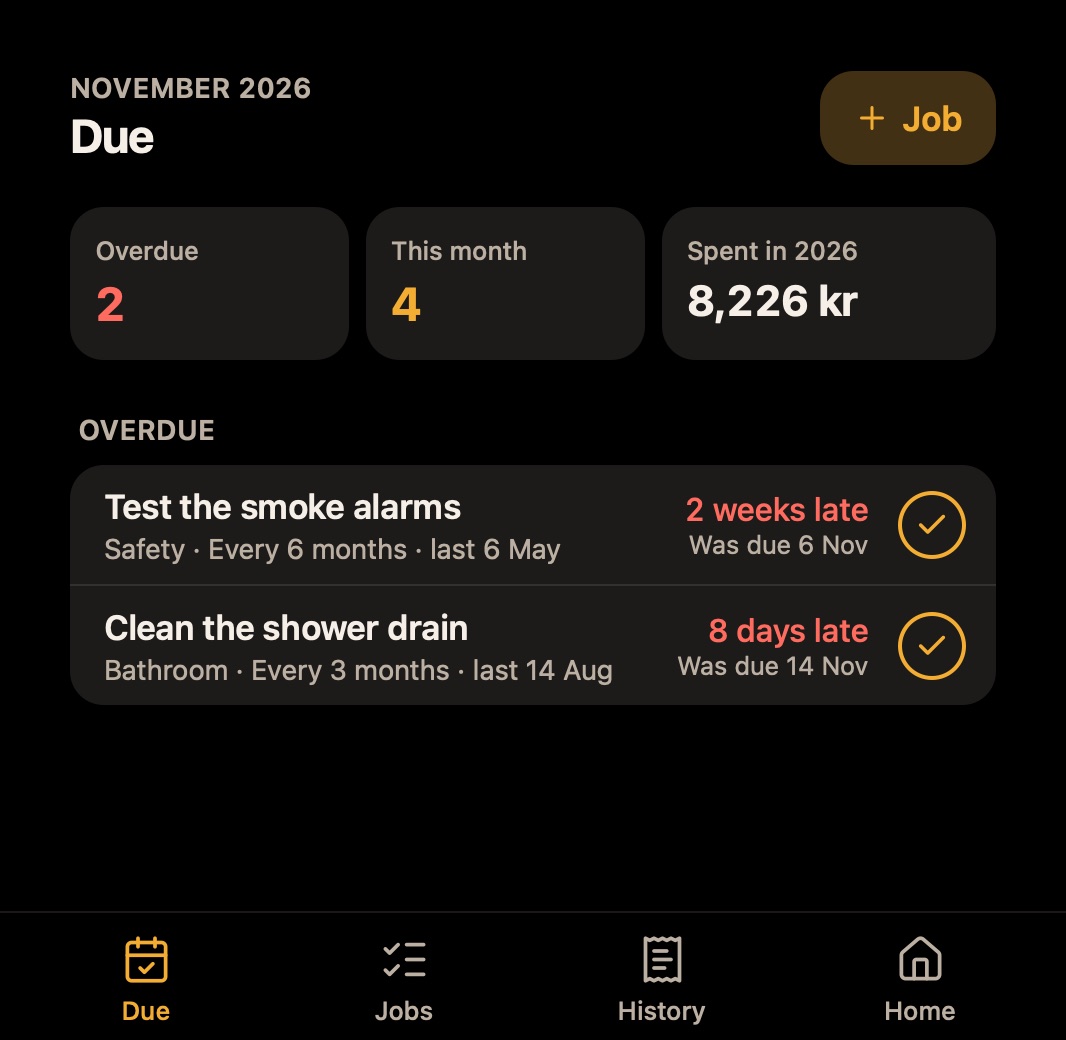 NOVEMBER 2026
Due
+ Job
Overdue
2
This month
4
Spent in 2026
8,226 kr
OVERDUE
Test the smoke alarms
Safety · Every 6 months · last 6 May
2 weeks late
Was due 6 Nov
Clean the shower drain
Bathroom · Every 3 months · last 14 Aug
8 days late
Was due 14 Nov
Due
Jobs
History
Home